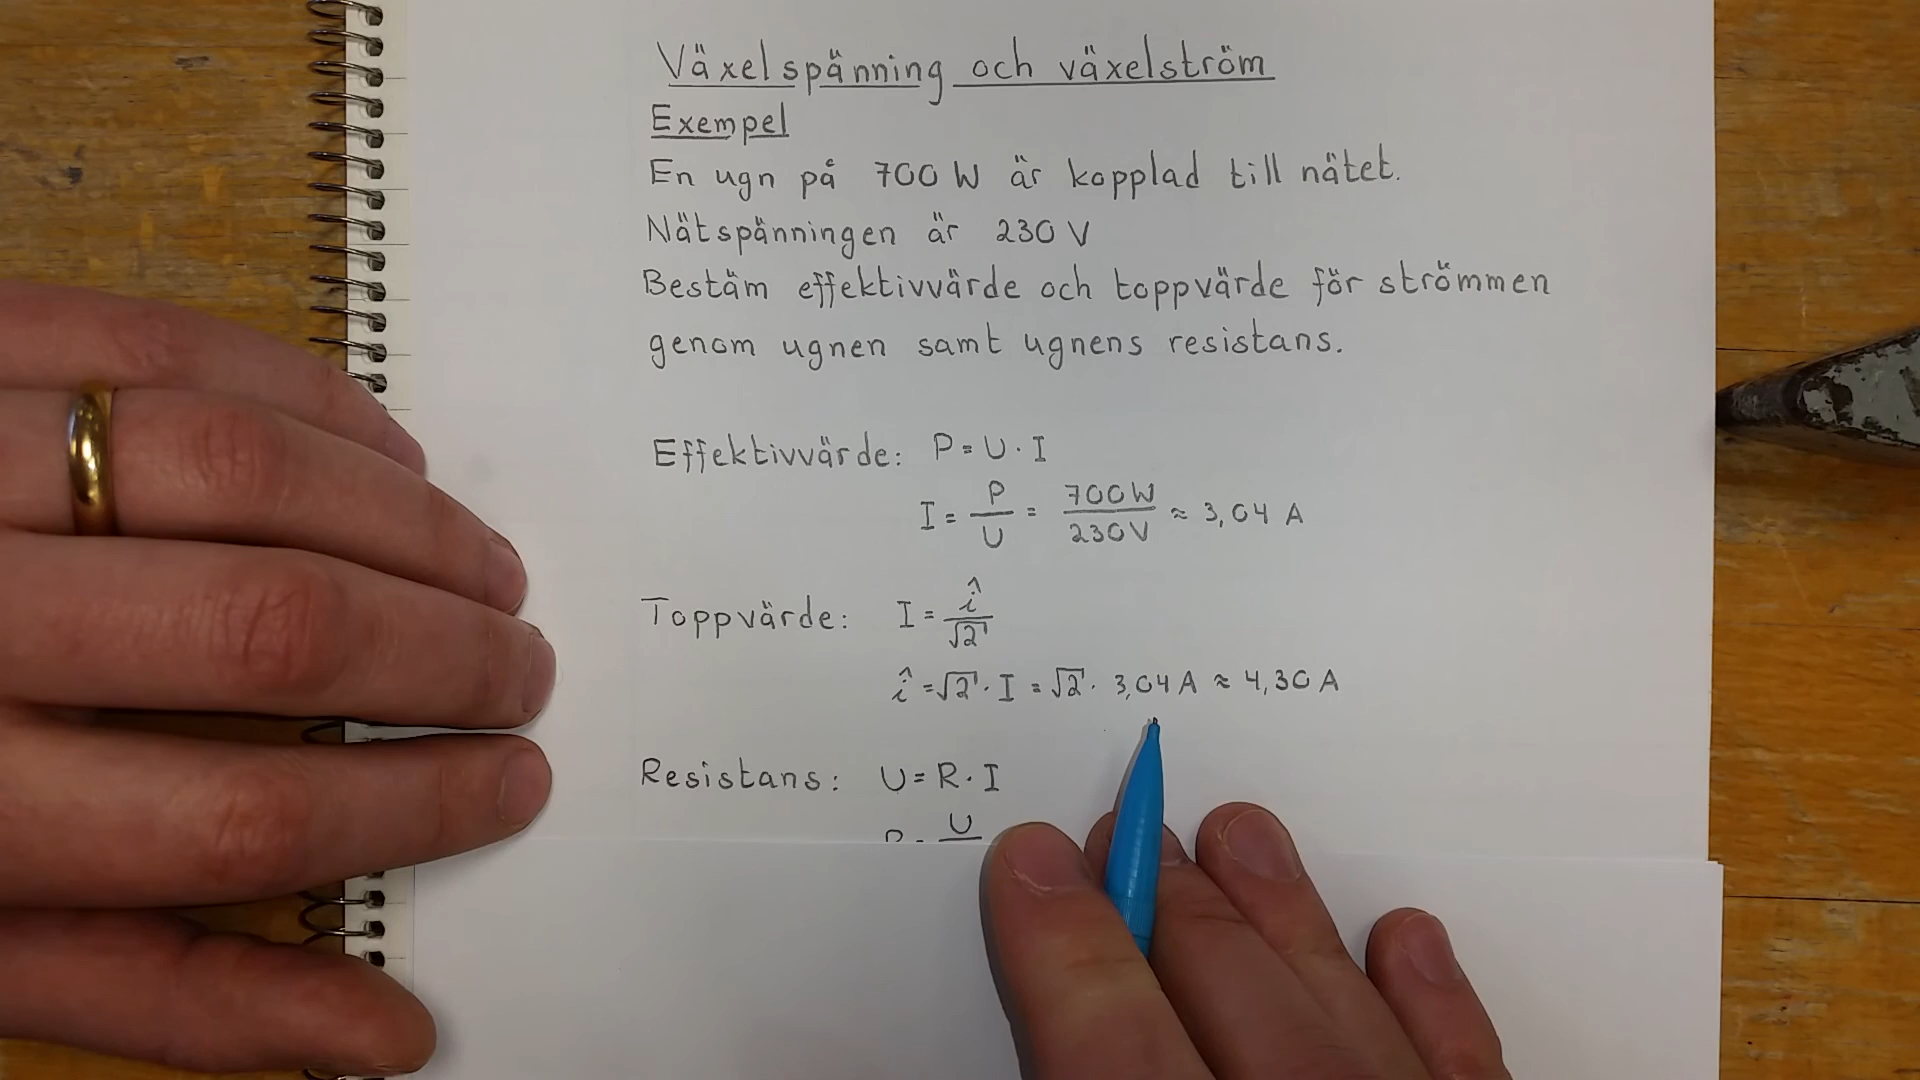 Växelspänning och växelström
Exempel
En ugn på 700 W är kopplad till nätet.
Nätspänningen är 230 V
Bestäm effektivvärde och toppvärde för strömmen
genom ugnen samt ugnens resistans.
Effektivvärde: P = U · I
I = P/U = 700W/230V ≈ 3,04 A
Toppvärde: I = î/√2
î = √2 · I = √2 · 3,04 A ≈ 4,30 A
Resistans: U = R · I
U